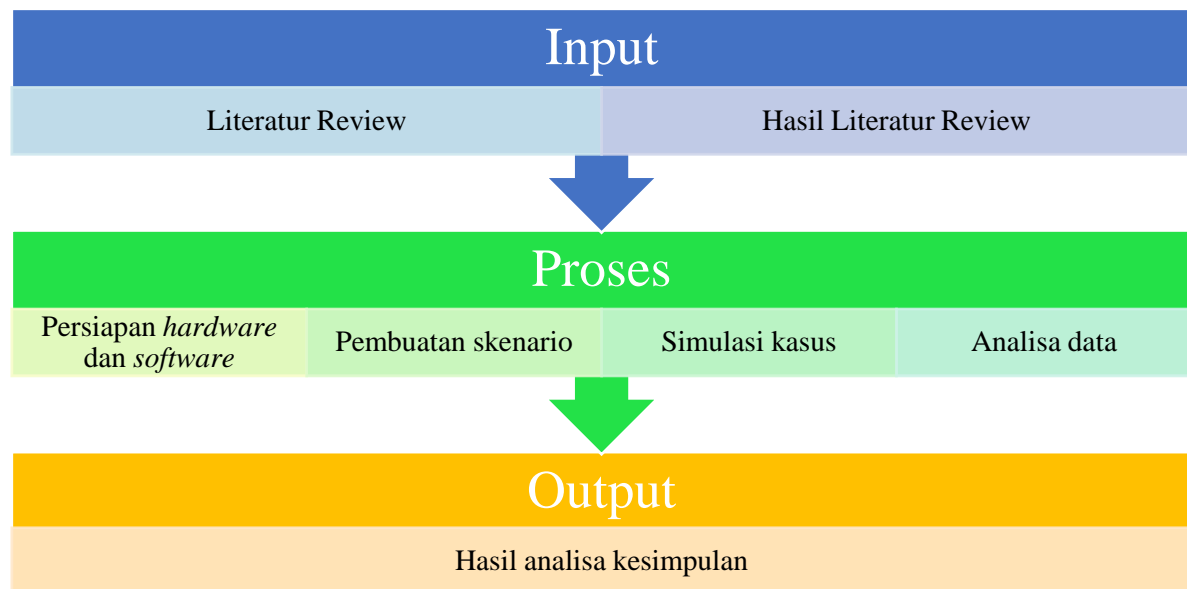 Input
Literatur Review
Hasil Literatur Review
Proses
Persiapan hardware
dan software
Pembuatan skenario
Simulasi kasus
Analisa data
Output
Hasil analisa kesimpulan